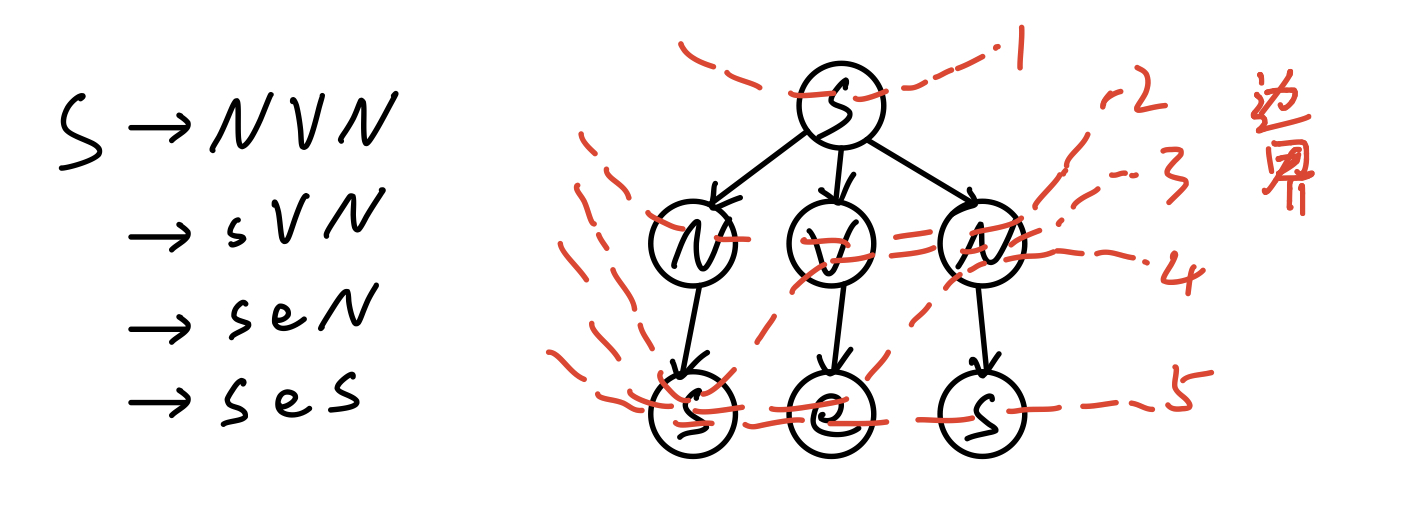 S → N V N
→ s V N
→ s e N
→ s e s
S
N V N
s e s
1
2
3
4
5
边
界